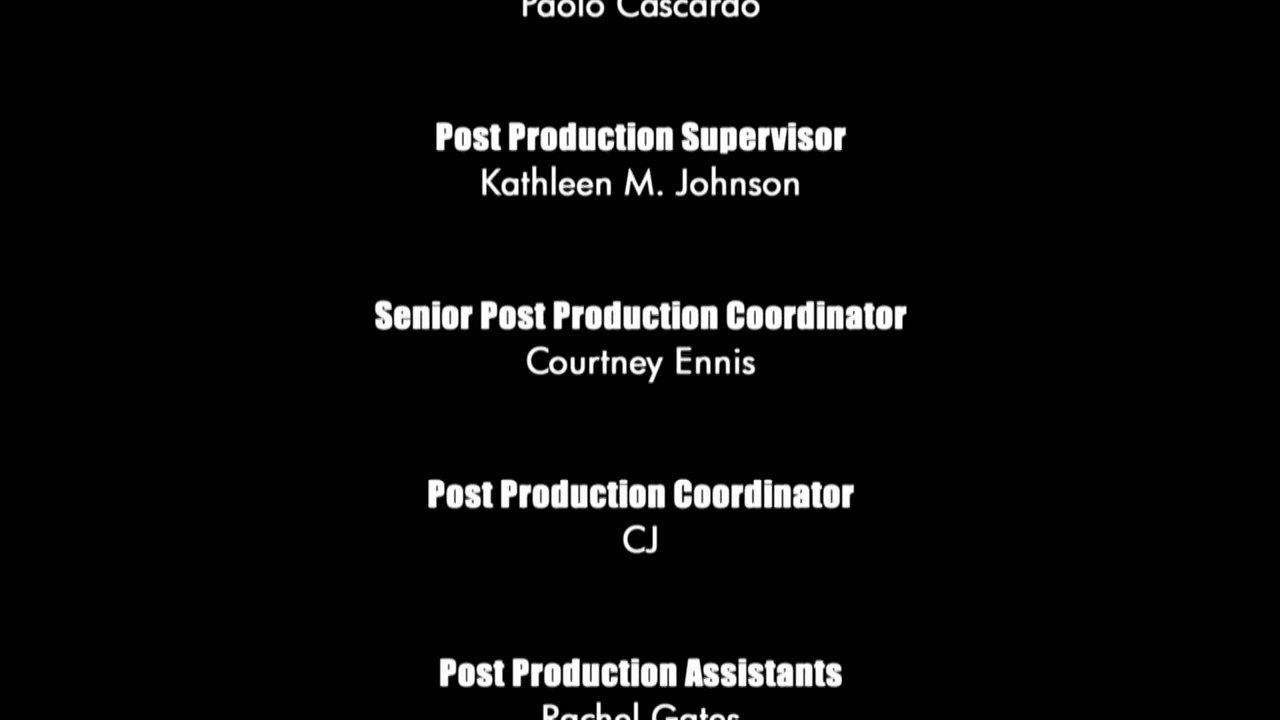 Paolo Cascardo
Post Production Supervisor
Kathleen M. Johnson
Senior Post Production Coordinator
Courtney Ennis
Post Production Coordinator
CJ
Post Production Assistants
Rachel Gates